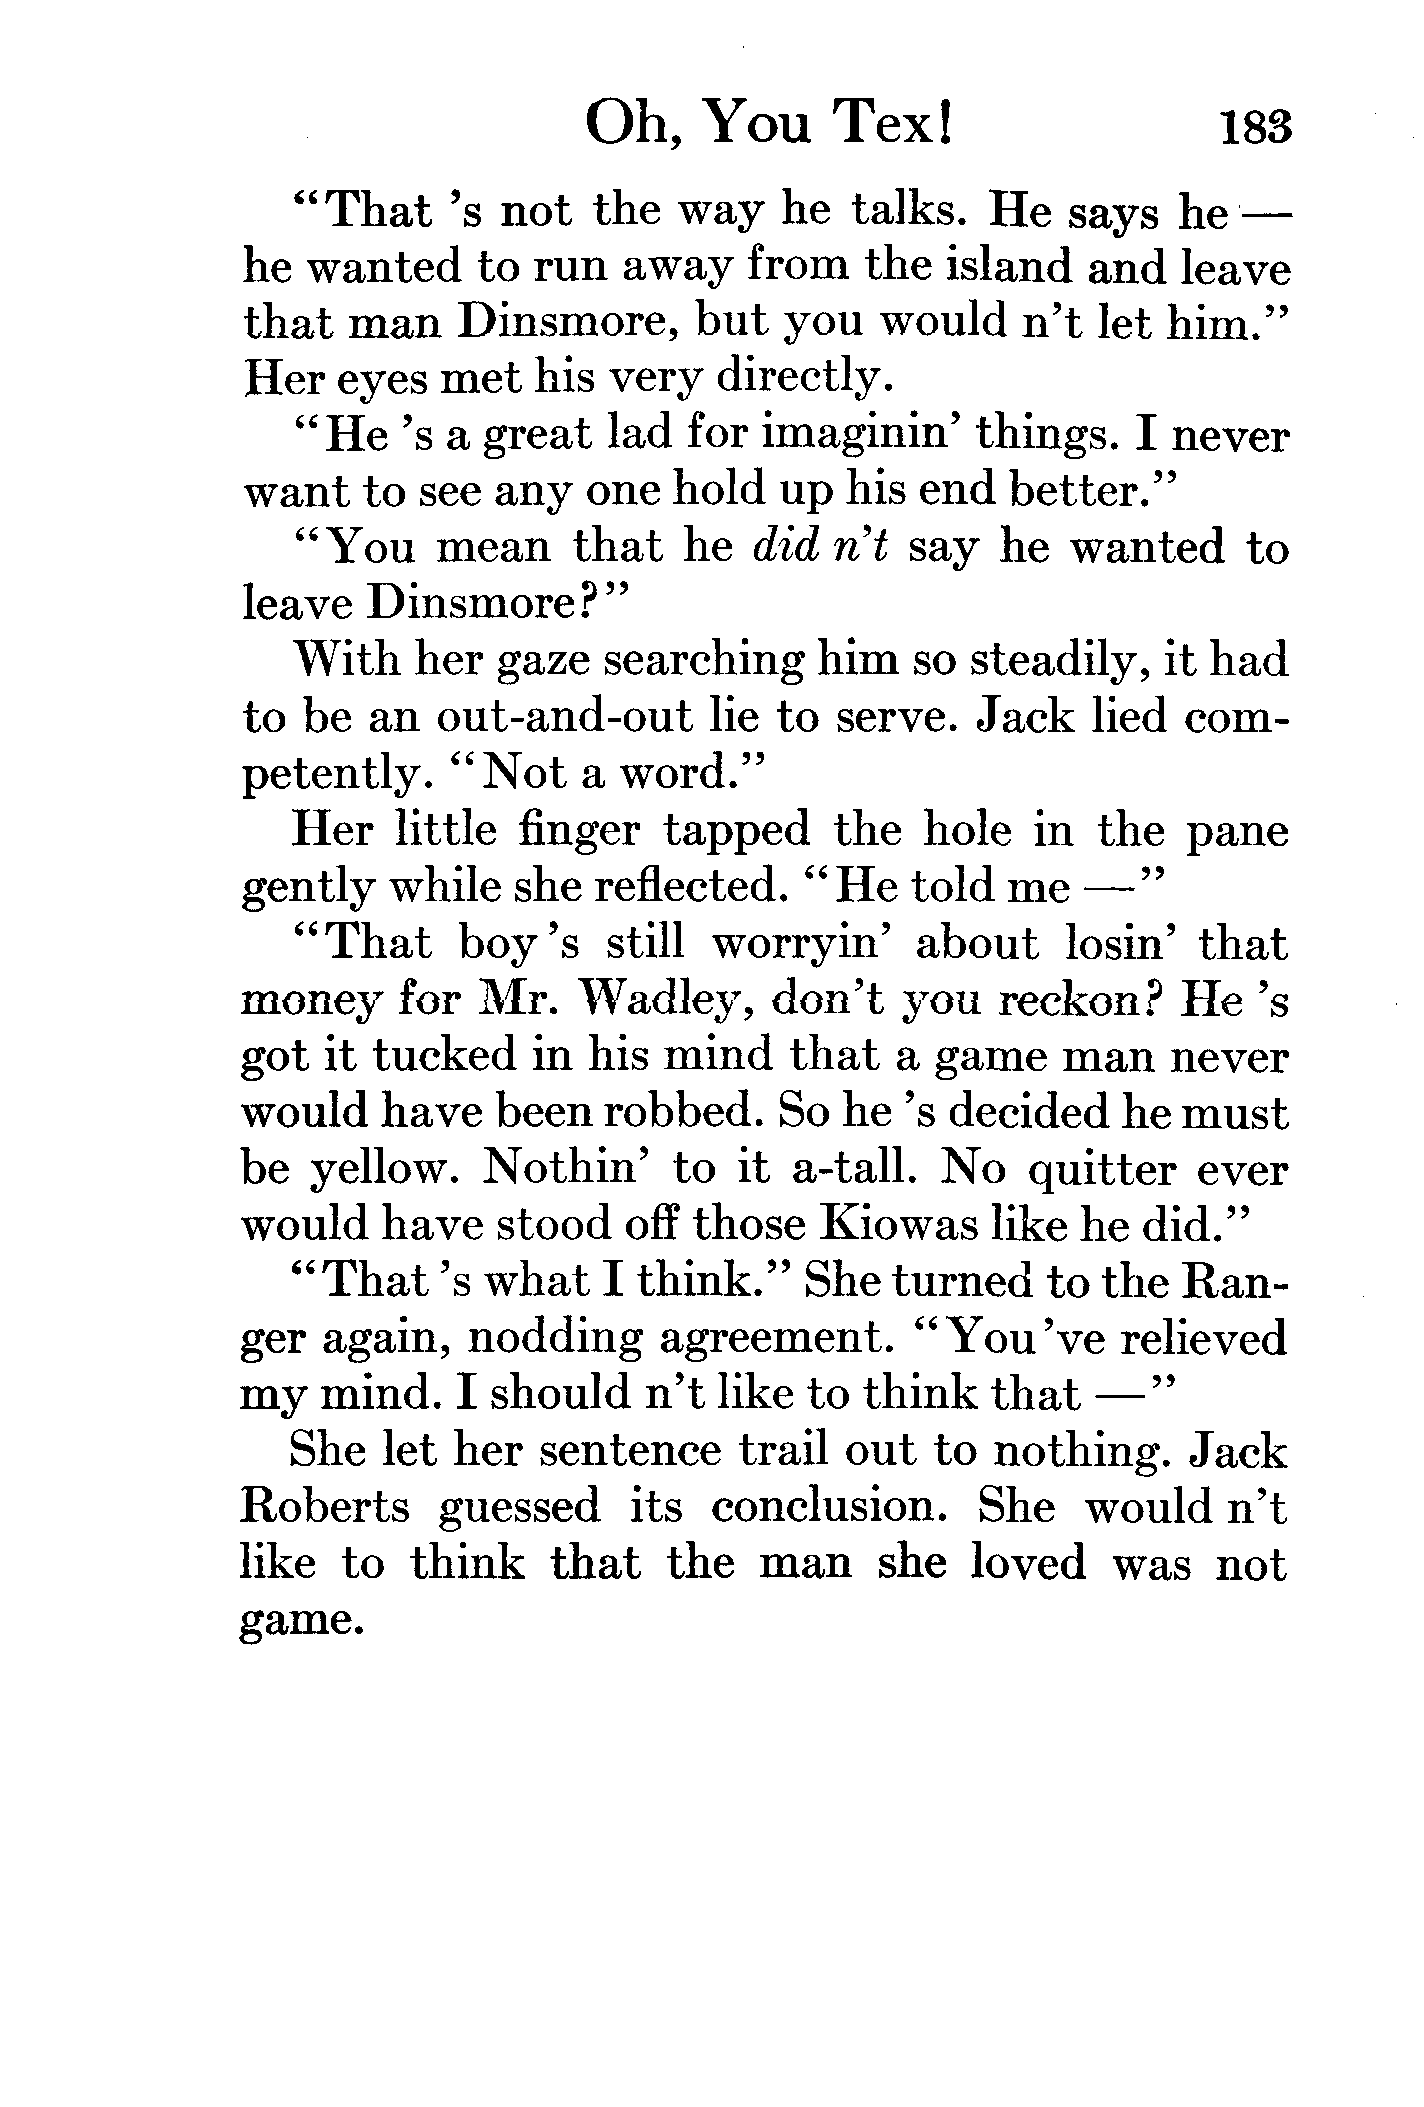 Oh, You Tex! 183
“That 's not the way he talks. He says he —
he wanted to run away from the island and leave
that man Dinsmore, but you would n't let him.”
Her eyes met his very directly.
“He 's a great lad for imaginin' things. I never
want to see any one hold up his end better.”
“You mean that he did n't say he wanted to
leave Dinsmore?”
With her gaze searching him so steadily, it had
to be an out-and-out lie to serve. Jack lied com-
petently. “Not a word.”
Her little finger tapped the hole in the pane
gently while she reflected. “He told me —”
“That boy 's still worryin' about losin' that
money for Mr. Wadley, don't you reckon? He 's
got it tucked in his mind that a game man never
would have been robbed. So he 's decided he must
be yellow. Nothin' to it a-tall. No quitter ever
would have stood off those Kiowas like he did.”
“That 's what I think.” She turned to the Ran-
ger again, nodding agreement. “You've relieved
my mind. I should n't like to think that —”
She let her sentence trail out to nothing. Jack
Roberts guessed its conclusion. She would n't
like to think that the man she loved was not
game.